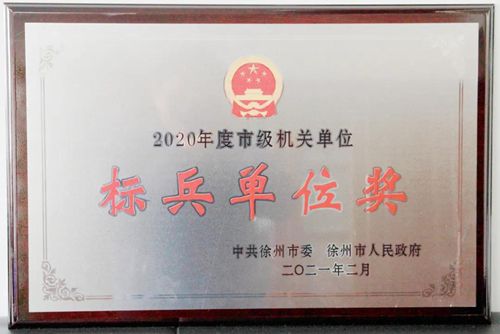 2020年度市级机关单位
标兵单位奖
中共徐州市委 徐州市人民政府
二〇二一年二月